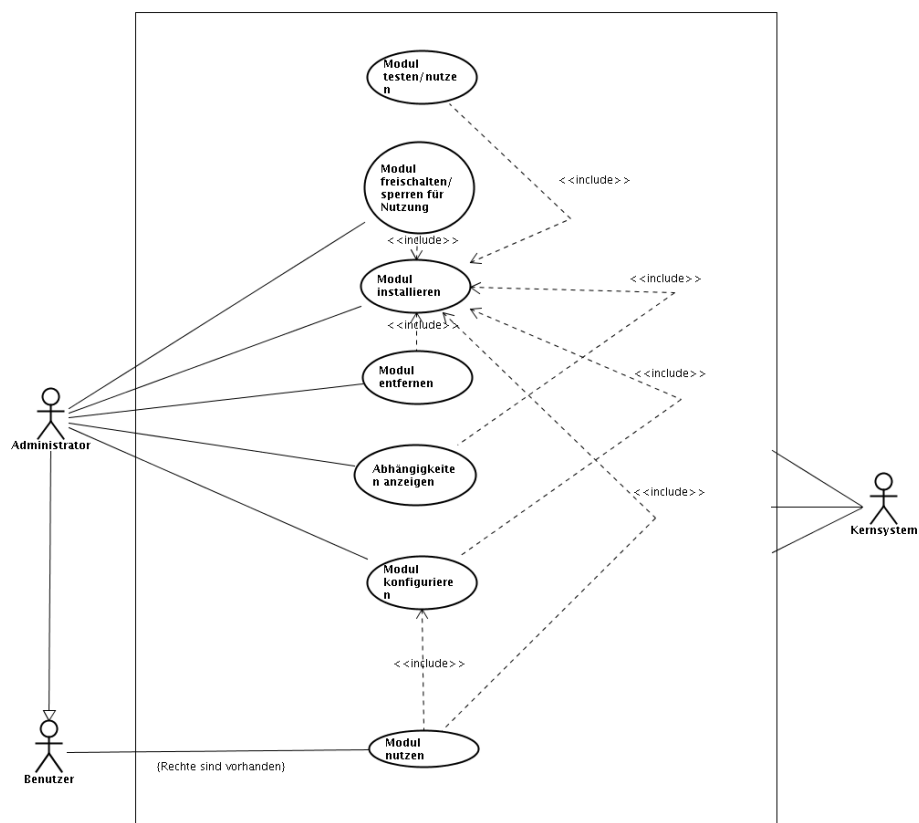 Modul
testen/nutze
n
<<include>>
Modul
freischalten/
sperren für
Nutzung
<<include>>
Modul
installieren
<<include>>
<<include>>
Modul
entfernen
<<include>>
Administrator
Abhängigkeite
n anzeigen
<<include>>
Kernsystem
Modul
konfiguriere
n
<<include>>
Modul
nutzen
{Rechte sind vorhanden}
Benutzer